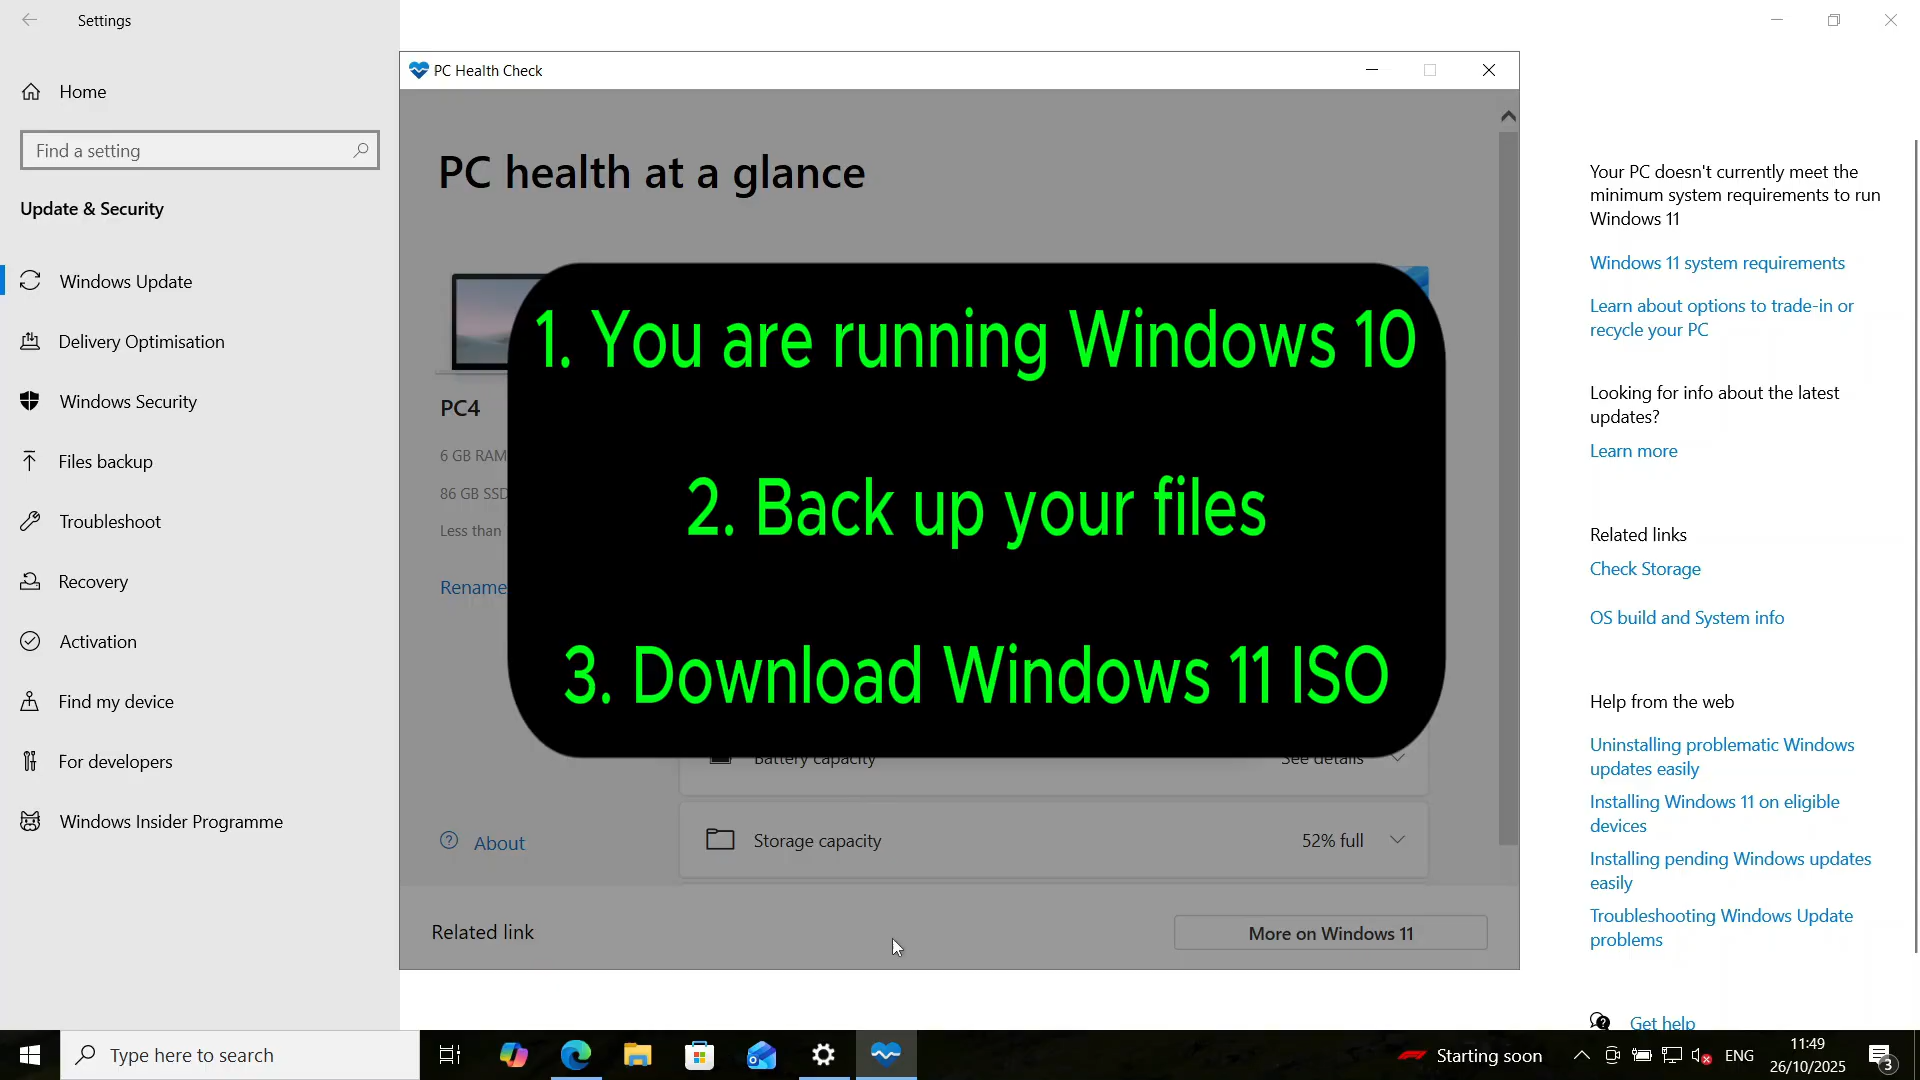 Settings
Home
Find a setting
Update & Security
Windows Update
Delivery Optimisation
Windows Security
Files backup
Troubleshoot
Recovery
Activation
Find my device
For developers
Windows Insider Programme
PC Health Check
PC health at a glance
PC4
6 GB RAM
86 GB SSD
Less than
Rename
1. You are running Windows 10
2. Back up your files
3. Download Windows 11 ISO
Battery capacity
See details
Storage capacity
52% full
About
Related link
More on Windows 11
Your PC doesn't currently meet the
minimum system requirements to run
Windows 11
Windows 11 system requirements
Learn about options to trade-in or
recycle your PC
Looking for info about the latest
updates?
Learn more
Related links
Check Storage
OS build and System info
Help from the web
Uninstalling problematic Windows
updates easily
Installing Windows 11 on eligible
devices
Installing pending Windows updates
easily
Troubleshooting Windows Update
problems
Get help
Type here to search
Starting soon
ENG
11:49
26/10/2025
3